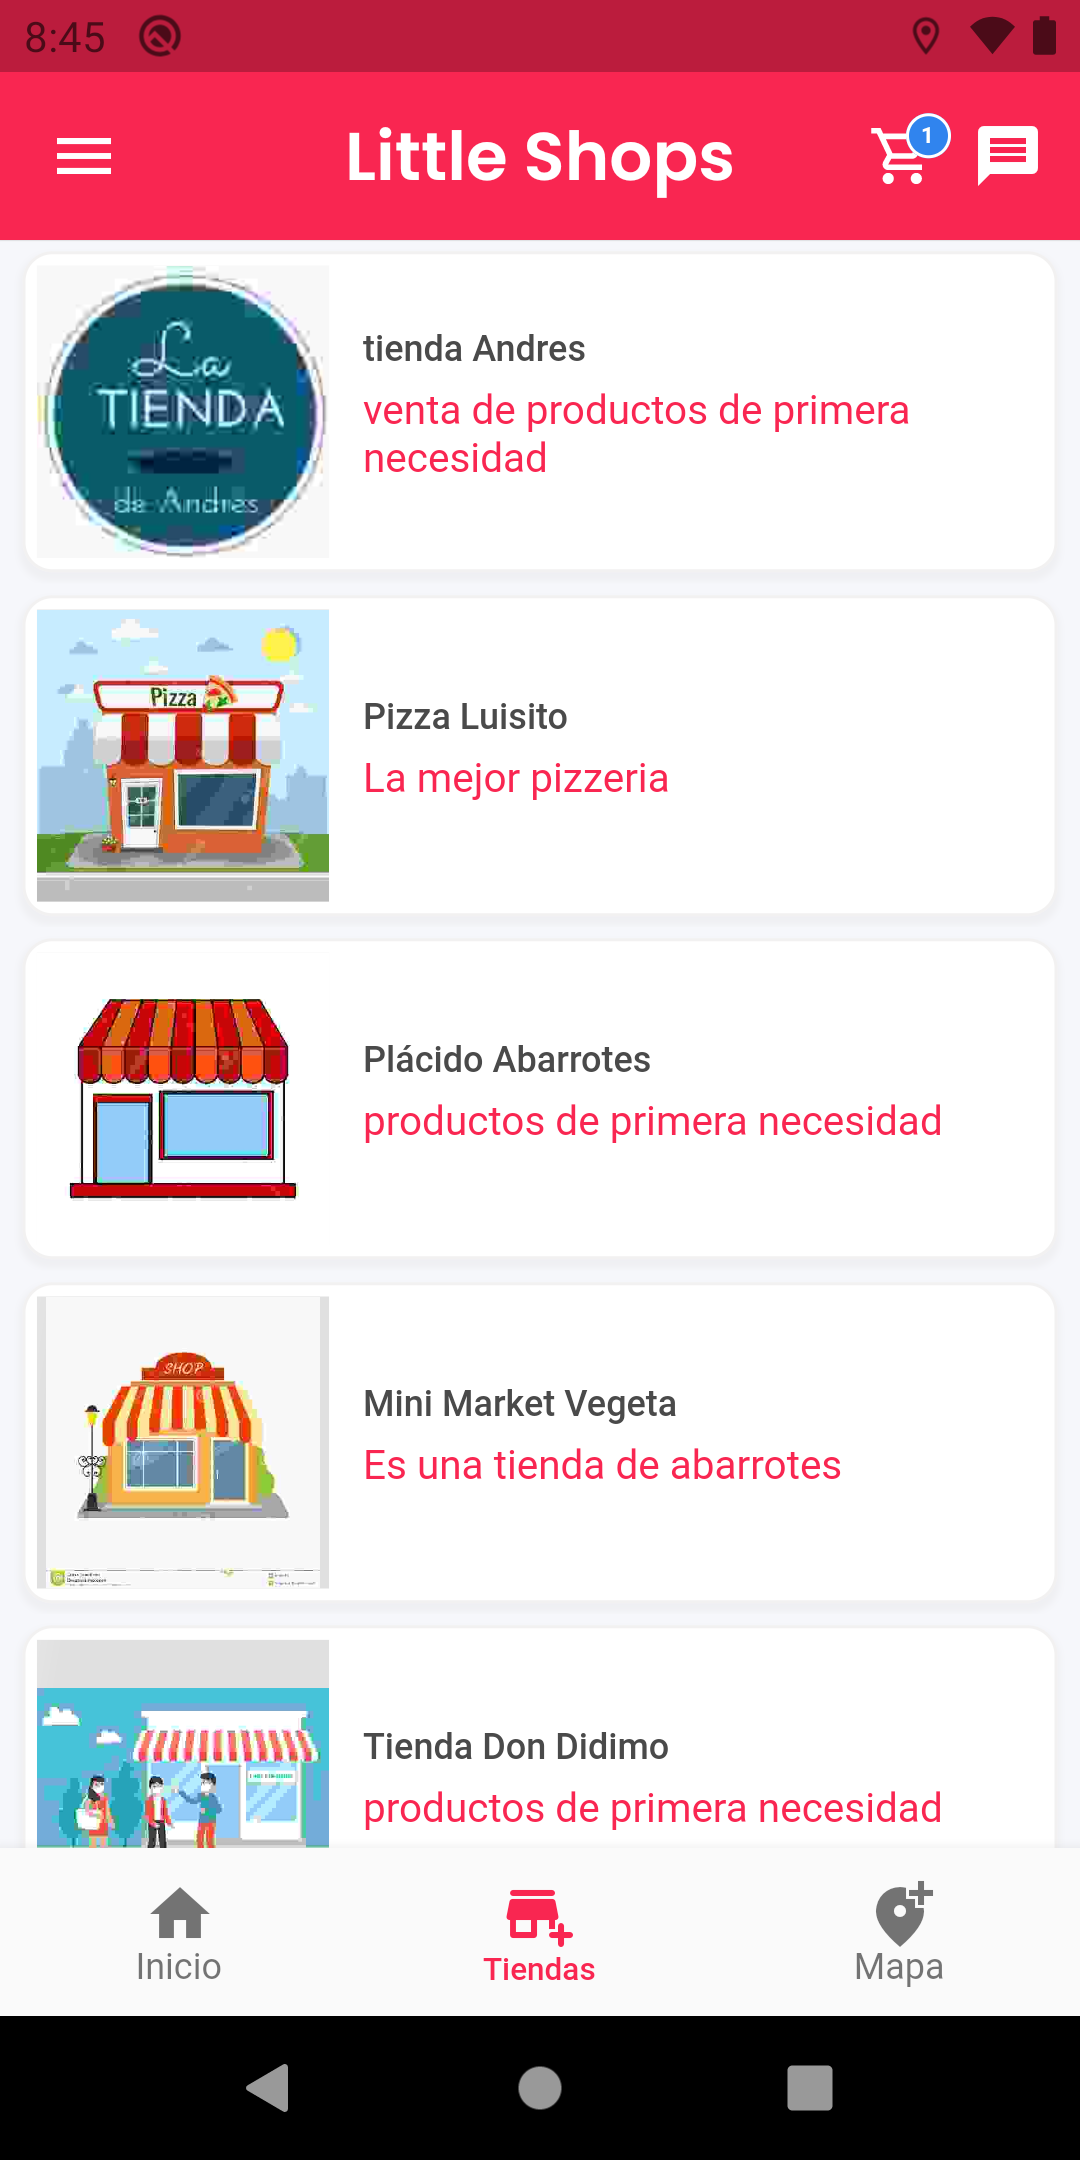 8:45
Little Shops
1
La
TIENDA
de Andres
tienda Andres
venta de productos de primera
necesidad
Pizza
Pizza Luisito
La mejor pizzeria
Plácido Abarrotes
productos de primera necesidad
SHOP
Mini Market Vegeta
Es una tienda de abarrotes
Tienda Don Didimo
productos de primera necesidad
Inicio
Tiendas
Mapa